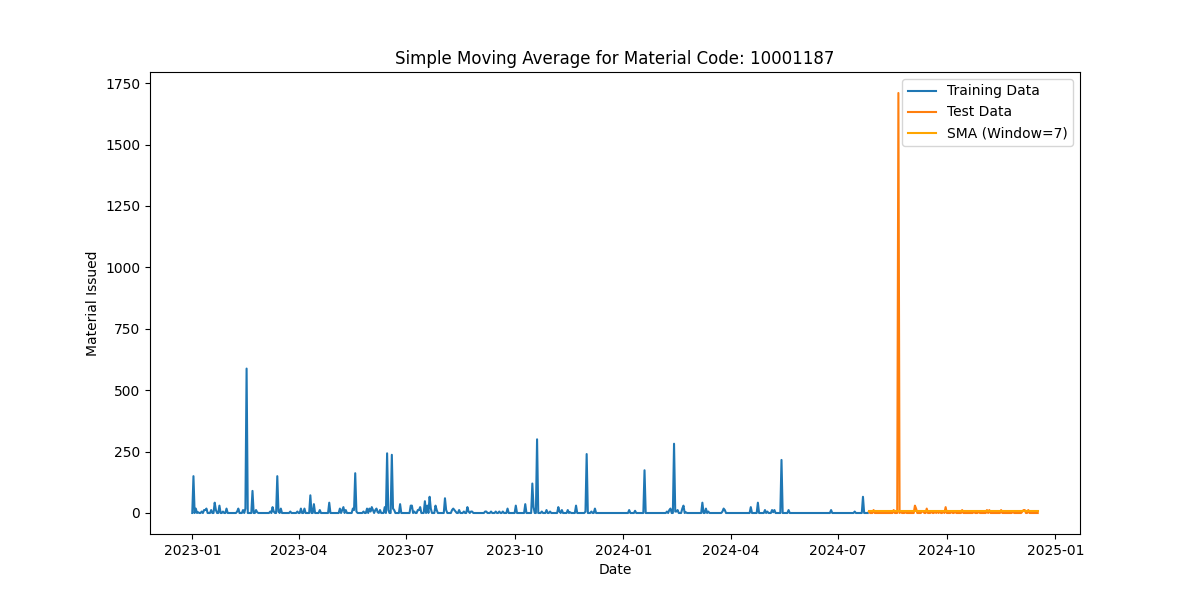 Simple Moving Average for Material Code: 10001187
1750
1500
1250
1000
750
500
250
0
Material Issued
Training Data
Test Data
SMA (Window=7)
2023-01
2023-04
2023-07
2023-10
2024-01
2024-04
2024-07
2024-10
2025-01
Date